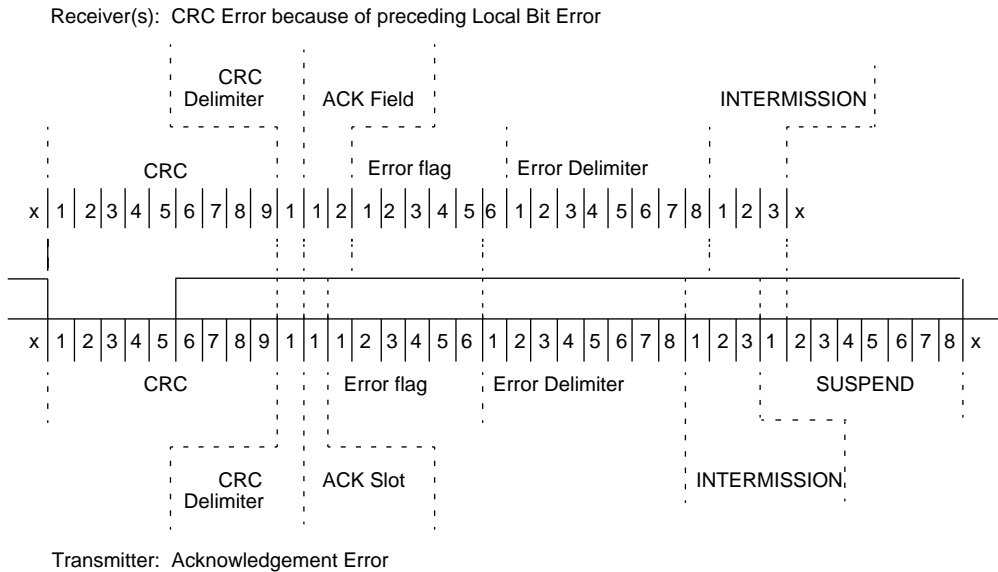 Receiver(s): CRC Error because of preceding Local Bit Error
CRC
Delimiter
ACK Field
INTERMISSION
CRC
Error flag
Error Delimiter
x 1 2 3 4 5 6 7 8 9 1 1 2 1 2 3 4 5 6 1 2 3 4 5 6 7 8 1 2 3 x
x 1 2 3 4 5 6 7 8 9 1 1 1 2 3 4 5 6 1 2 3 4 5 6 7 8 1 2 3 1 2 3 4 5 6 7 8 x
CRC
Error flag
Error Delimiter
SUSPEND
CRC
Delimiter
ACK Slot
INTERMISSION
Transmitter: Acknowledgement Error